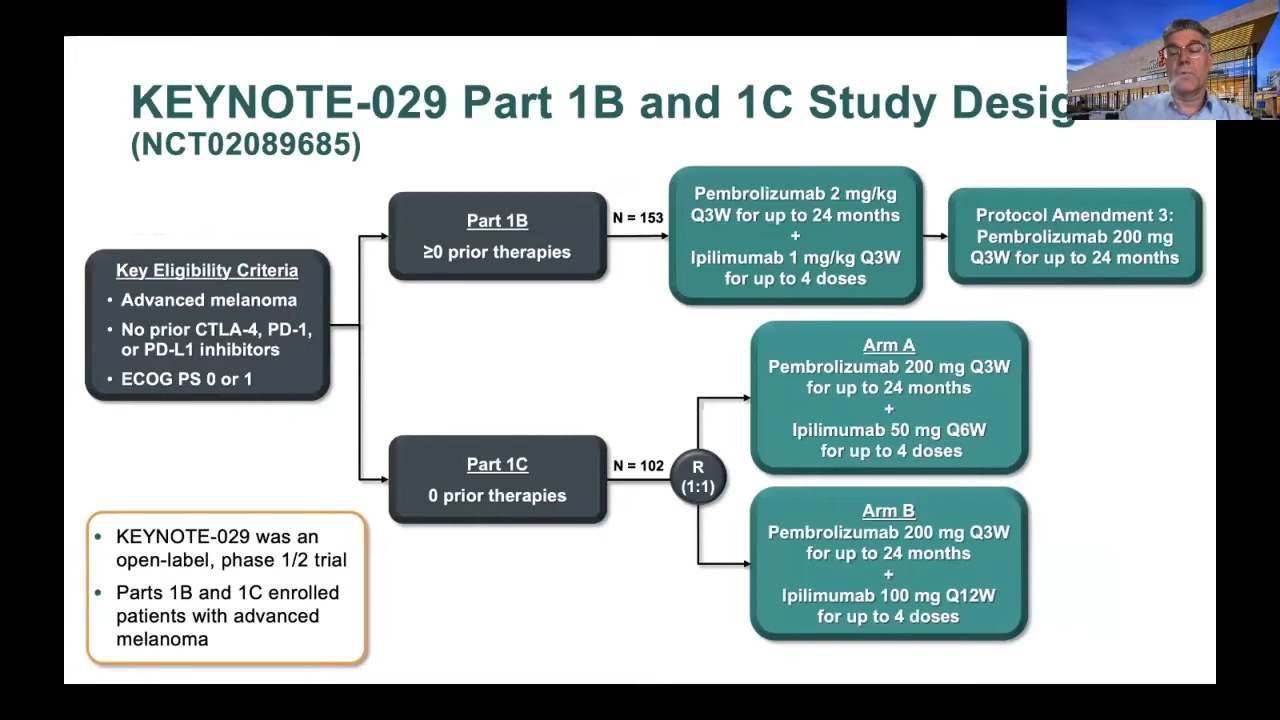 KEYNOTE-029 Part 1B and 1C Study Desig
(NCT02089685)
Key Eligibility Criteria
• Advanced melanoma
• No prior CTLA-4, PD-1,
or PD-L1 inhibitors
• ECOG PS 0 or 1
Part 1B
≥0 prior therapies
N = 153
Pembrolizumab 2 mg/kg
Q3W for up to 24 months
+
Ipilimumab 1 mg/kg Q3W
for up to 4 doses
Protocol Amendment 3:
Pembrolizumab 200 mg
Q3W for up to 24 months
Part 1C
0 prior therapies
N = 102
R
(1:1)
Arm A
Pembrolizumab 200 mg Q3W
for up to 24 months
+
Ipilimumab 50 mg Q6W
for up to 4 doses
Arm B
Pembrolizumab 200 mg Q3W
for up to 24 months
+
Ipilimumab 100 mg Q12W
for up to 4 doses
• KEYNOTE-029 was an
open-label, phase 1/2 trial
• Parts 1B and 1C enrolled
patients with advanced
melanoma